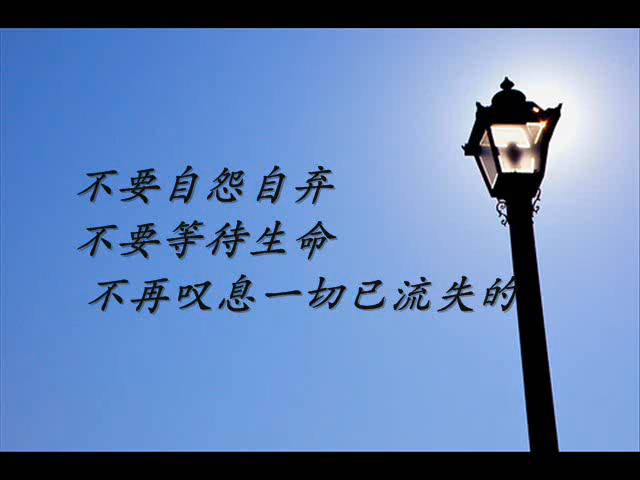 不要自怨自弃
不要等待生命
不再叹息一切已流失的